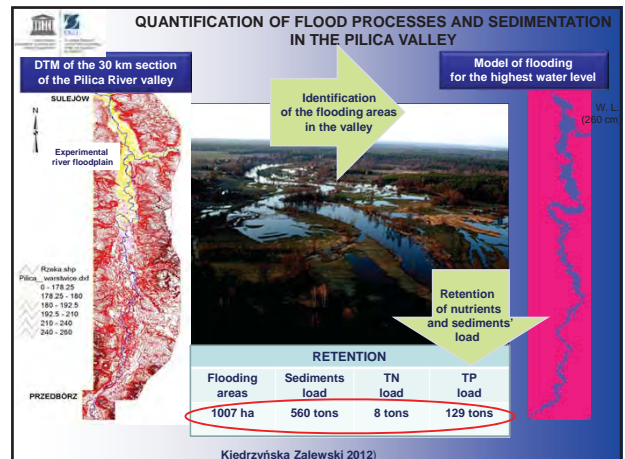 QUANTIFICATION OF FLOOD PROCESSES AND SEDIMENTATION
IN THE PILICA VALLEY
DTM of the 30 km section
of the Pilica River valley
SULEJÓW
N
Experimental
river floodplain
Rzeka.shp
Pilica_warstwice.dxf
0 - 178.25
178.25 - 180
180 - 192.5
192.5 - 210
210 - 240
240 - 260
PRZEDBÓRZ
Identification
of the flooding areas
in the valley
Model of flooding
for the highest water level
W. L.
(260 cm
Retention
of nutrients
and sediments'
load
RETENTION
Flooding areas
Sediments load
TN load
TP load
1007 ha
560 tons
8 tons
129 tons
Kiedrzyńska Zalewski 2012)